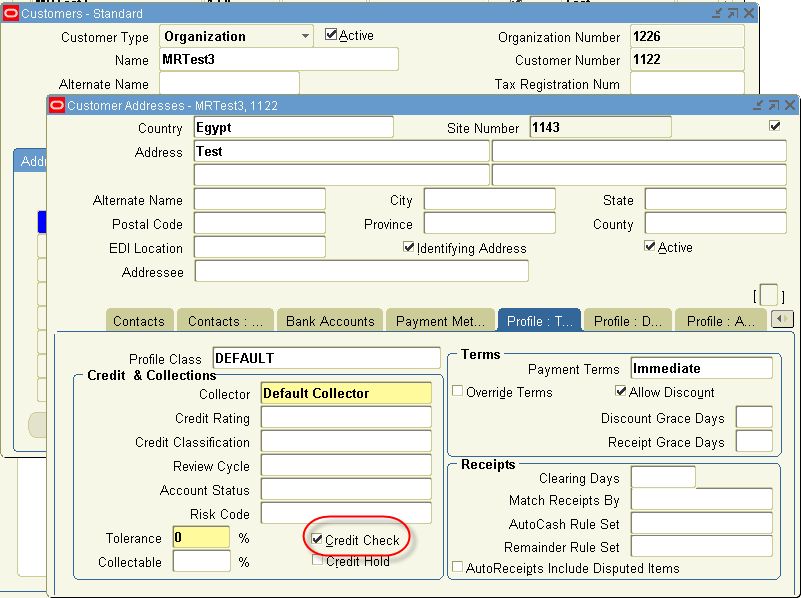 Customers - Standard
Customer Type Organization Active Organization Number 1226
Name MRTest3 Customer Number 1122
Alternate Name Tax Registration Num
Customer Addresses - MRTest3, 1122
Addr
Country Egypt Site Number 1143
Address Test
Alternate Name City State
Postal Code Province County
EDI Location Identifying Address Active
Addressee
[ ]
Contacts Contacts : ... Bank Accounts Payment Met... Profile : T... Profile : D... Profile : A...
Profile Class DEFAULT
Credit & Collections
Collector Default Collector
Credit Rating
Credit Classification
Review Cycle
Account Status
Risk Code
Tolerance 0 % Credit Check
Collectable % Credit Hold
Terms
Payment Terms Immediate
Override Terms Allow Discount
Discount Grace Days
Receipt Grace Days
Receipts
Clearing Days
Match Receipts By
AutoCash Rule Set
Remainder Rule Set
AutoReceipts Include Disputed Items